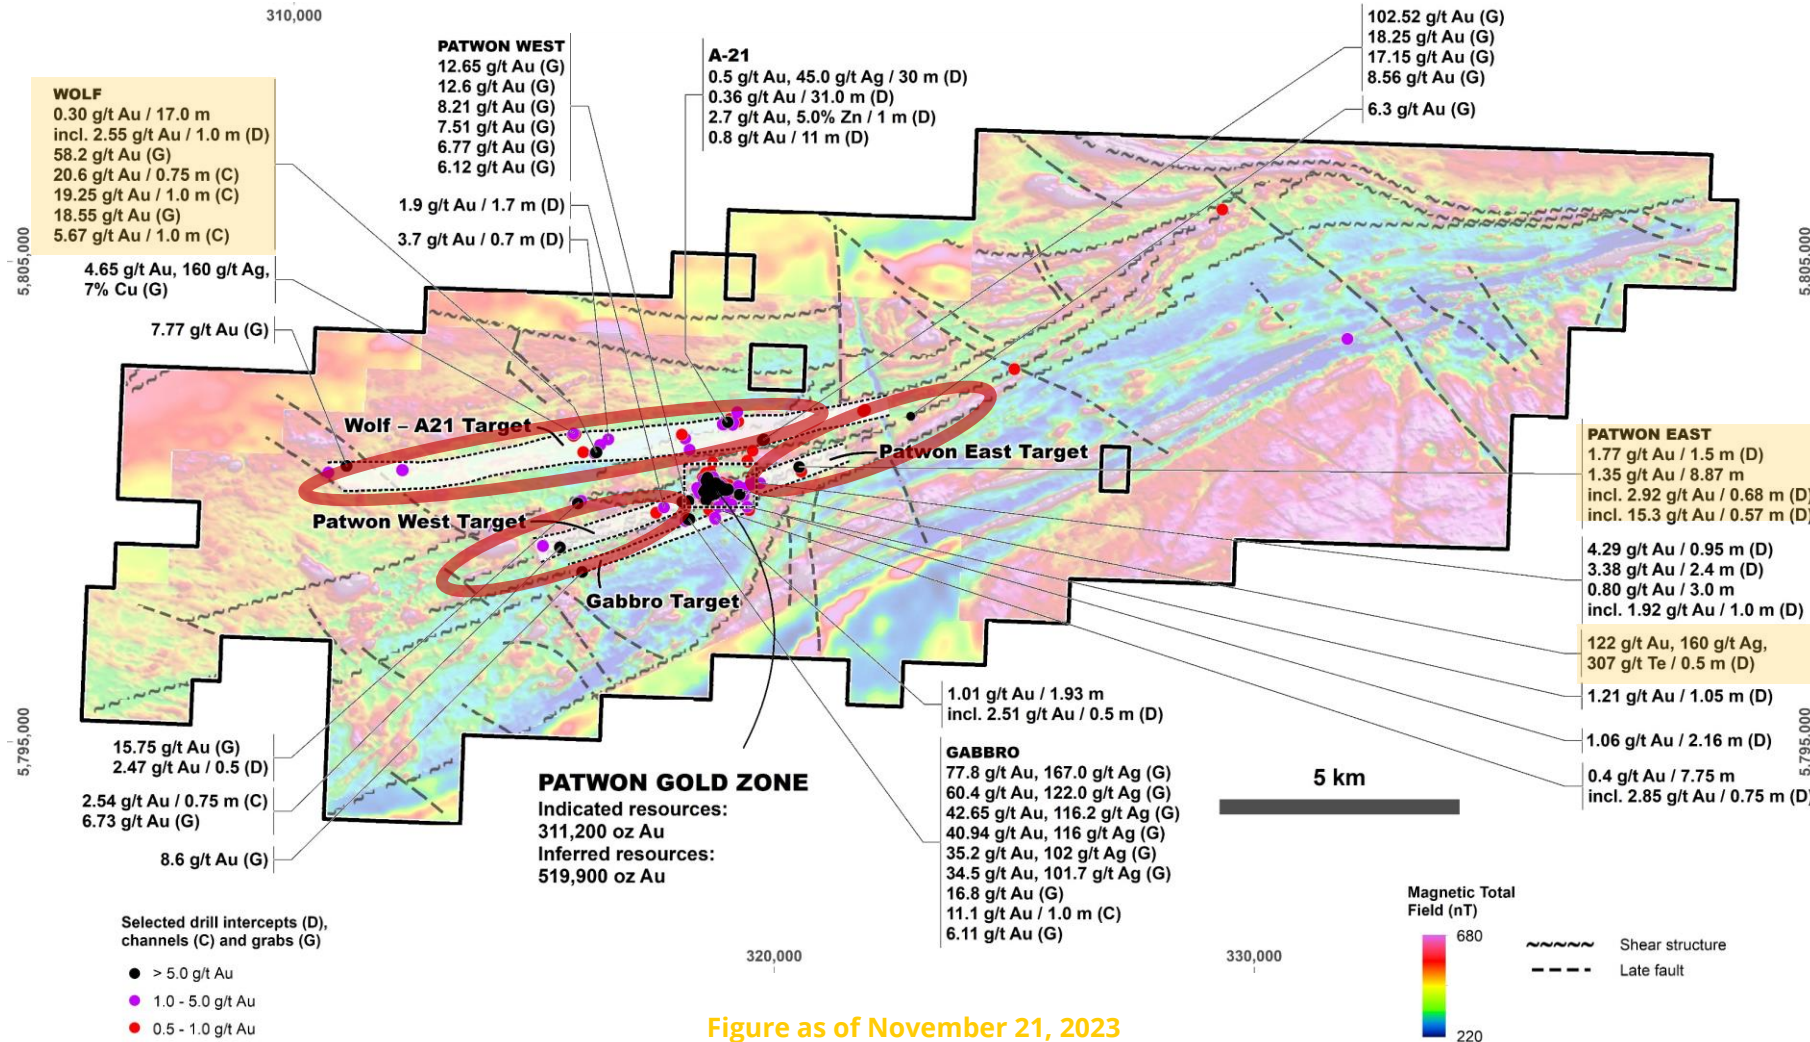 310,000
WOLF
0.30 g/t Au / 17.0 m
incl. 2.55 g/t Au / 1.0 m (D)
58.2 g/t Au (G)
20.6 g/t Au / 0.75 m (C)
19.25 g/t Au / 1.0 m (C)
18.55 g/t Au (G)
5.67 g/t Au / 1.0 m (C)
4.65 g/t Au, 160 g/t Ag,
7% Cu (G)
7.77 g/t Au (G)
PATWON WEST
12.65 g/t Au (G)
12.6 g/t Au (G)
8.21 g/t Au (G)
7.51 g/t Au (G)
6.77 g/t Au (G)
6.12 g/t Au (G)
1.9 g/t Au / 1.7 m (D)
3.7 g/t Au / 0.7 m (D)
A-21
0.5 g/t Au, 45.0 g/t Ag / 30 m (D)
0.36 g/t Au / 31.0 m (D)
2.7 g/t Au, 5.0% Zn / 1 m (D)
0.8 g/t Au / 11 m (D)
102.52 g/t Au (G)
18.25 g/t Au (G)
17.15 g/t Au (G)
8.56 g/t Au (G)
6.3 g/t Au (G)
5,805,000
5,805,000
Wolf – A21 Target
Patwon East Target
Patwon West Target
Gabbro Target
PATWON EAST
1.77 g/t Au / 1.5 m (D)
1.35 g/t Au / 8.87 m
incl. 2.92 g/t Au / 0.68 m (D)
incl. 15.3 g/t Au / 0.57 m (D)
4.29 g/t Au / 0.95 m (D)
3.38 g/t Au / 2.4 m (D)
0.80 g/t Au / 3.0 m
incl. 1.92 g/t Au / 1.0 m (D)
122 g/t Au, 160 g/t Ag,
307 g/t Te / 0.5 m (D)
1.21 g/t Au / 1.05 m (D)
1.06 g/t Au / 2.16 m (D)
0.4 g/t Au / 7.75 m
incl. 2.85 g/t Au / 0.75 m (D)
5,795,000
5,795,000
15.75 g/t Au (G)
2.47 g/t Au / 0.5 (D)
2.54 g/t Au / 0.75 m (C)
6.73 g/t Au (G)
8.6 g/t Au (G)
PATWON GOLD ZONE
Indicated resources:
311,200 oz Au
Inferred resources:
519,900 oz Au
1.01 g/t Au / 1.93 m
incl. 2.51 g/t Au / 0.5 m (D)
GABBRO
77.8 g/t Au, 167.0 g/t Ag (G)
60.4 g/t Au, 122.0 g/t Ag (G)
42.65 g/t Au, 116.2 g/t Ag (G)
40.94 g/t Au, 116 g/t Ag (G)
35.2 g/t Au, 102 g/t Ag (G)
34.5 g/t Au, 101.7 g/t Ag (G)
16.8 g/t Au (G)
11.1 g/t Au / 1.0 m (C)
6.11 g/t Au (G)
5 km
Selected drill intercepts (D),
channels (C) and grabs (G)
> 5.0 g/t Au
1.0 - 5.0 g/t Au
0.5 - 1.0 g/t Au
320,000
330,000
Magnetic Total
Field (nT)
680
220
Shear structure
Late fault
Figure as of November 21, 2023